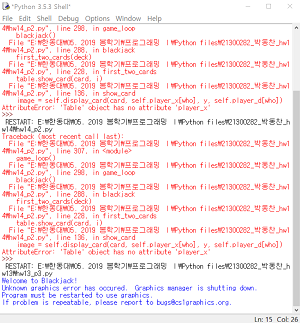 *Python 3.5.3 Shell*
File Edit Shell Debug Options Window Help
4\hw14_p2.py", line 298, in game_loop
blackjack()
File "E:\한동대\05. 2019 봄학기\프로그래밍 I\Python files\21300282_박동찬_hw1
4\hw14_p2.py", line 286, in blackjack
first_two_cards(deck)
File "E:\한동대\05. 2019 봄학기\프로그래밍 I\Python files\21300282_박동찬_hw1
4\hw14_p2.py", line 228, in first_two_cards
table.show_card(card, i)
File "E:\한동대\05. 2019 봄학기\프로그래밍 I\Python files\21300282_박동찬_hw1
4\hw14_p2.py", line 136, in show_card
image = self.display_card(card, self.player_x[who], y, self.player_d[who])
AttributeError: 'Table' object has no attribute 'player_x'
>>>
RESTART: E:\한동대\05. 2019 봄학기\프로그래밍 I\Python files\21300282_박동찬_h
w14\hw14_p2.py
Traceback (most recent call last):
File "E:\한동대\05. 2019 봄학기\프로그래밍 I\Python files\21300282_박동찬_hw1
4\hw14_p2.py", line 307, in <module>
game_loop()
File "E:\한동대\05. 2019 봄학기\프로그래밍 I\Python files\21300282_박동찬_hw1
4\hw14_p2.py", line 298, in game_loop
blackjack()
File "E:\한동대\05. 2019 봄학기\프로그래밍 I\Python files\21300282_박동찬_hw1
4\hw14_p2.py", line 286, in blackjack
first_two_cards(deck)
File "E:\한동대\05. 2019 봄학기\프로그래밍 I\Python files\21300282_박동찬_hw1
4\hw14_p2.py", line 228, in first_two_cards
table.show_card(card, i)
File "E:\한동대\05. 2019 봄학기\프로그래밍 I\Python files\21300282_박동찬_hw1
4\hw14_p2.py", line 136, in show_card
image = self.display_card(card, self.player_x[who], y, self.player_d[who])
AttributeError: 'Table' object has no attribute 'player_x'
>>>
RESTART: E:\한동대\05. 2019 봄학기\프로그래밍 I\Python files\21300282_박동찬_h
w13\hw13_p3.py
Welcome to Blackjack!
Unknown graphics error has occured. Graphics manager is shutting down.
Program must be restarted to use graphics.
If problem is repeatable, please report to bugs@cs1graphics.org.
Ln: 15 Col: 26